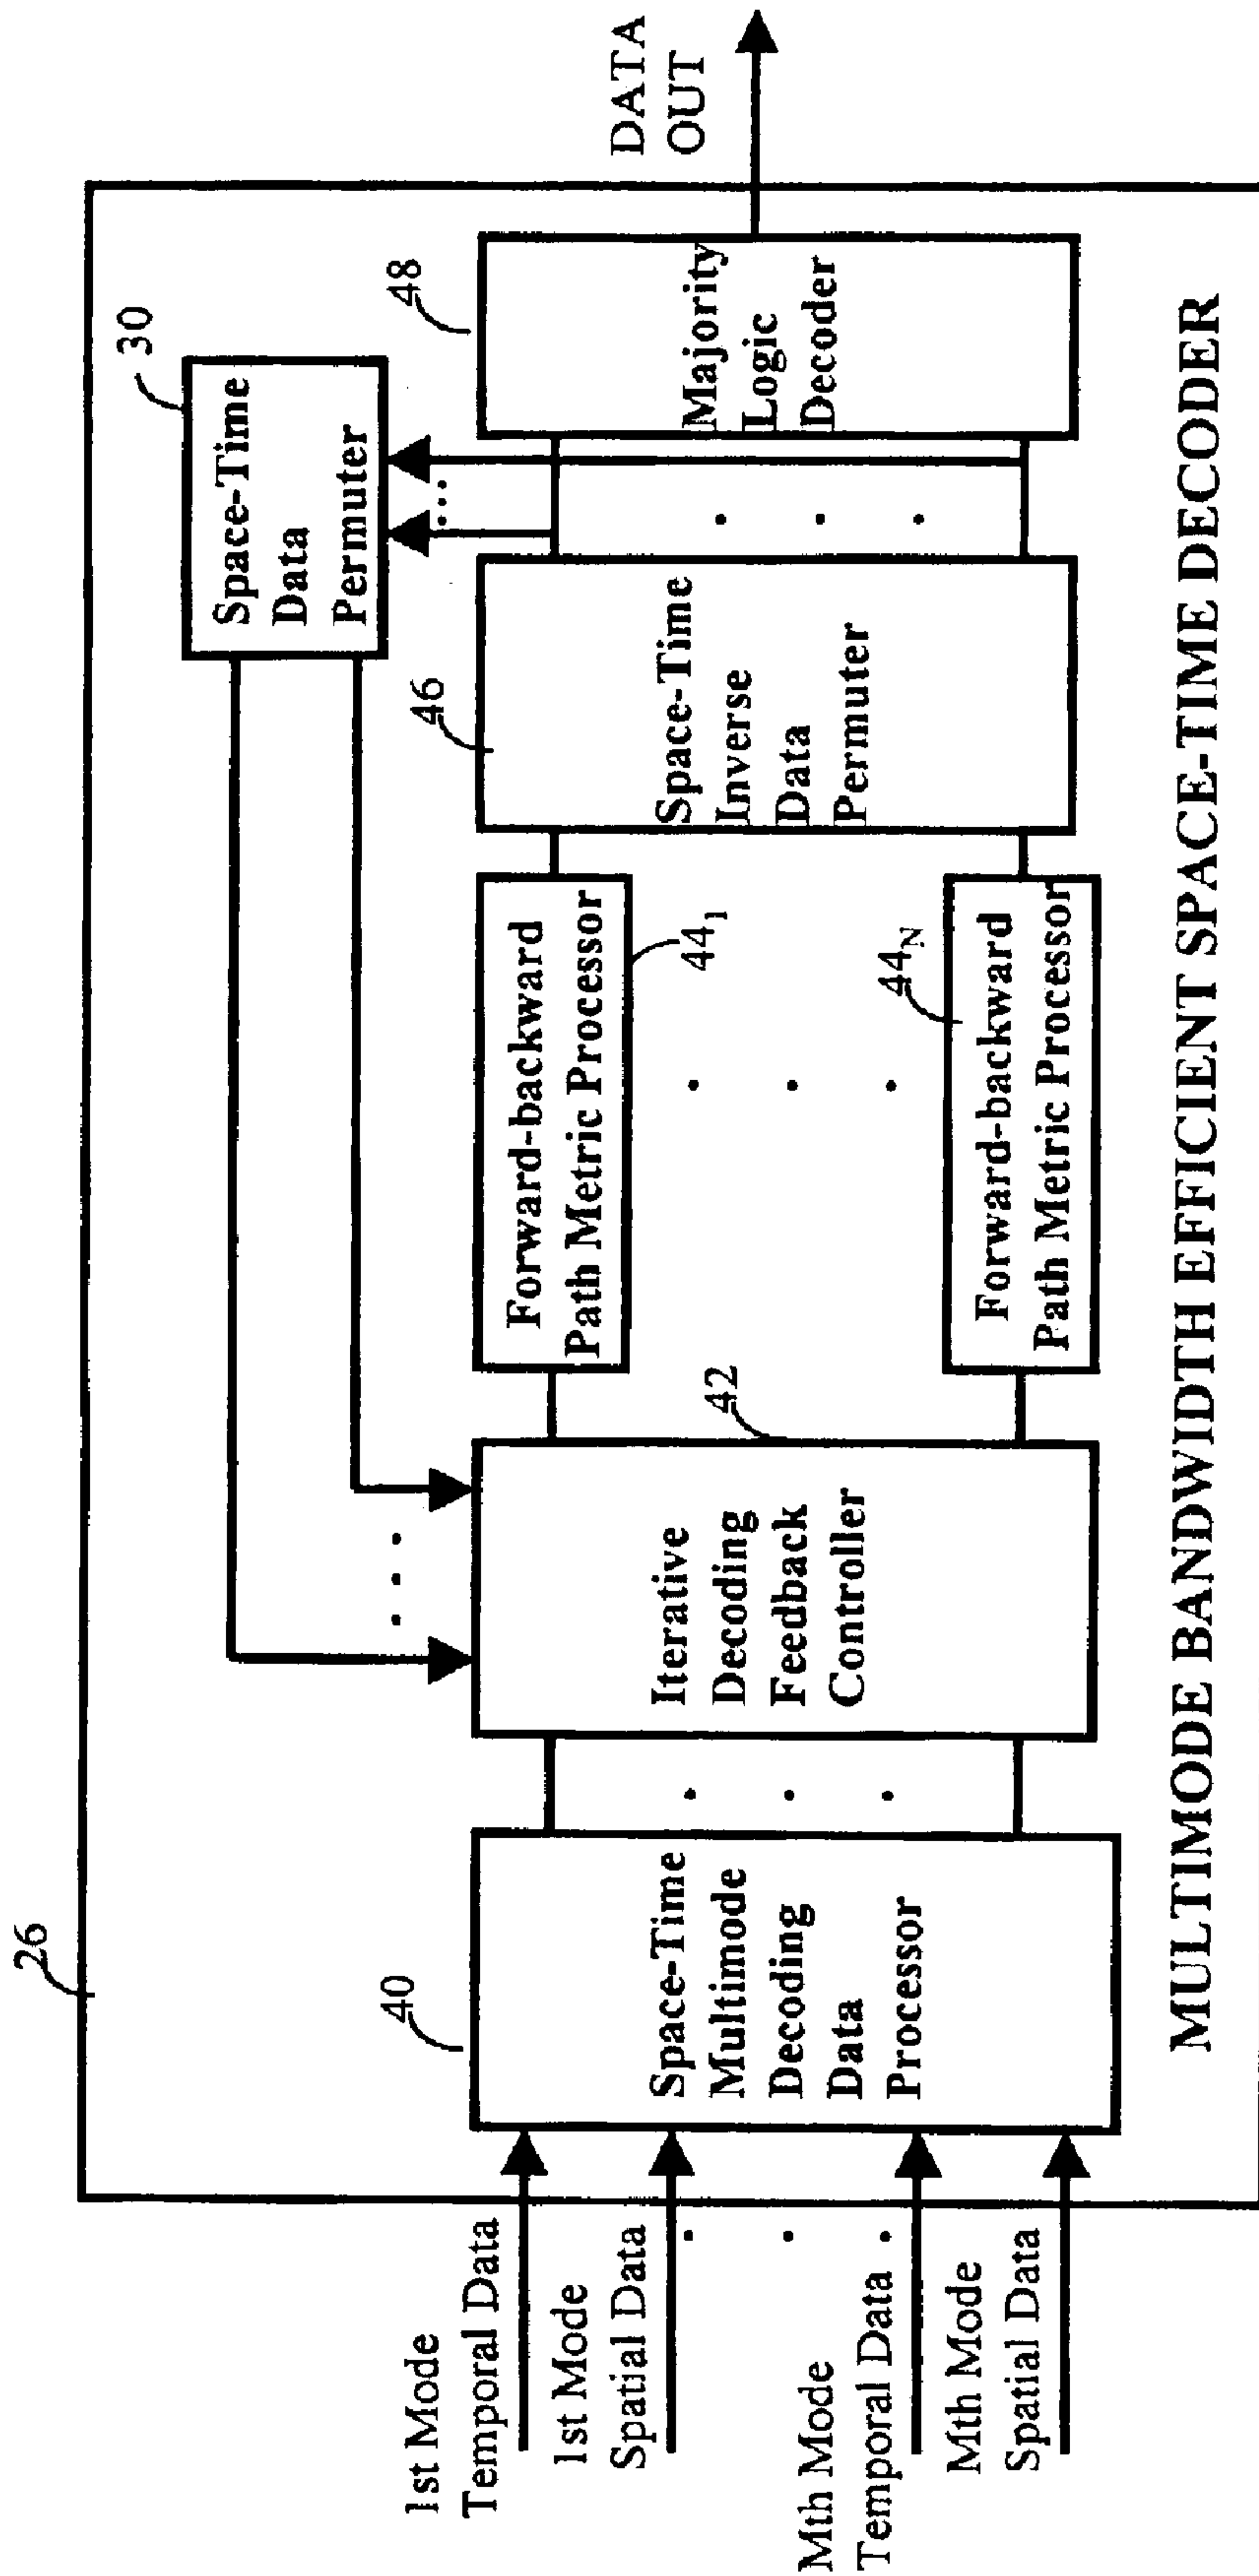 26
30
Space-Time
Data
Permuter
1st Mode
Temporal Data
1st Mode
Spatial Data
Mth Mode
Temporal Data
Mth Mode
Spatial Data
40
Space-Time
Multimode
Decoding
Data
Processor
42
Iterative
Decoding
Feedback
Controller
Forward-backward
Path Metric Processor
44₁
Forward-backward
Path Metric Processor
44_N
46
Space-Time
Inverse
Data
Permuter
48
Majority
Logic
Decoder
DATA
OUT
MULTIMODE BANDWIDTH EFFICIENT SPACE-TIME DECODER